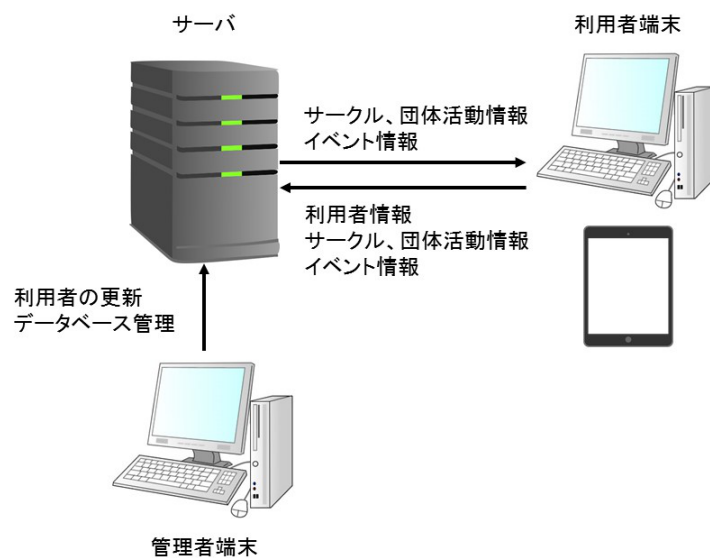 サーバ
利用者端末
サークル、団体活動情報
イベント情報
利用者情報
サークル、団体活動情報
イベント情報
利用者の更新
データベース管理
管理者端末